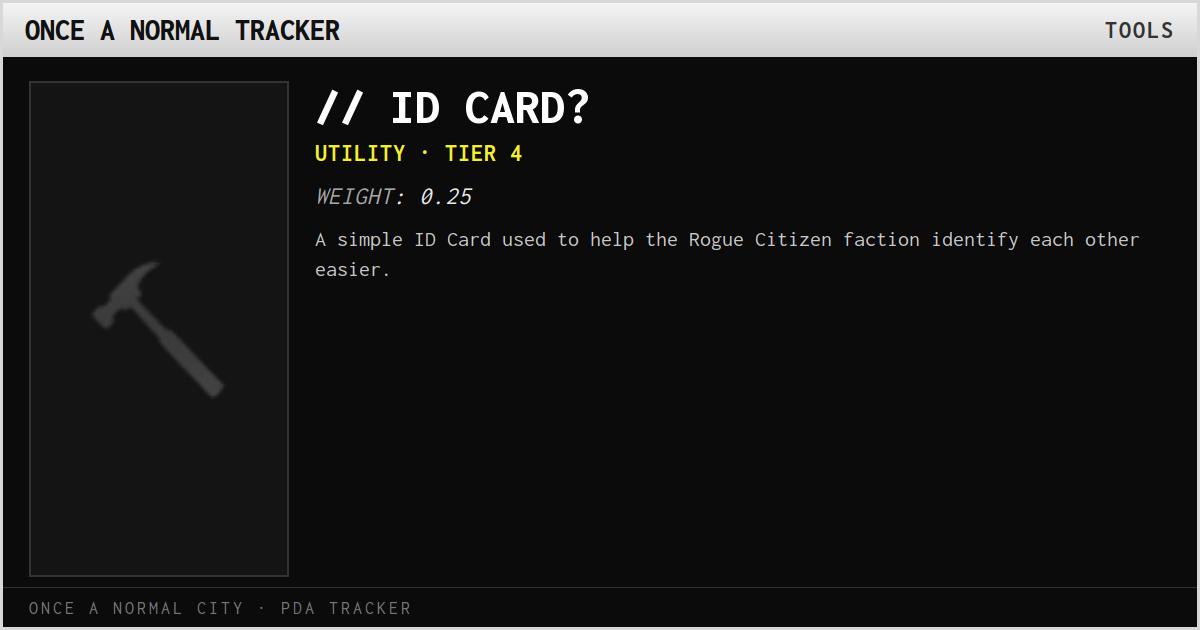 ONCE A NORMAL TRACKER
TOOLS
// ID CARD?
UTILITY · TIER 4
WEIGHT: 0.25
A simple ID Card used to help the Rogue Citizen faction identify each other
easier.
ONCE A NORMAL CITY · PDA TRACKER